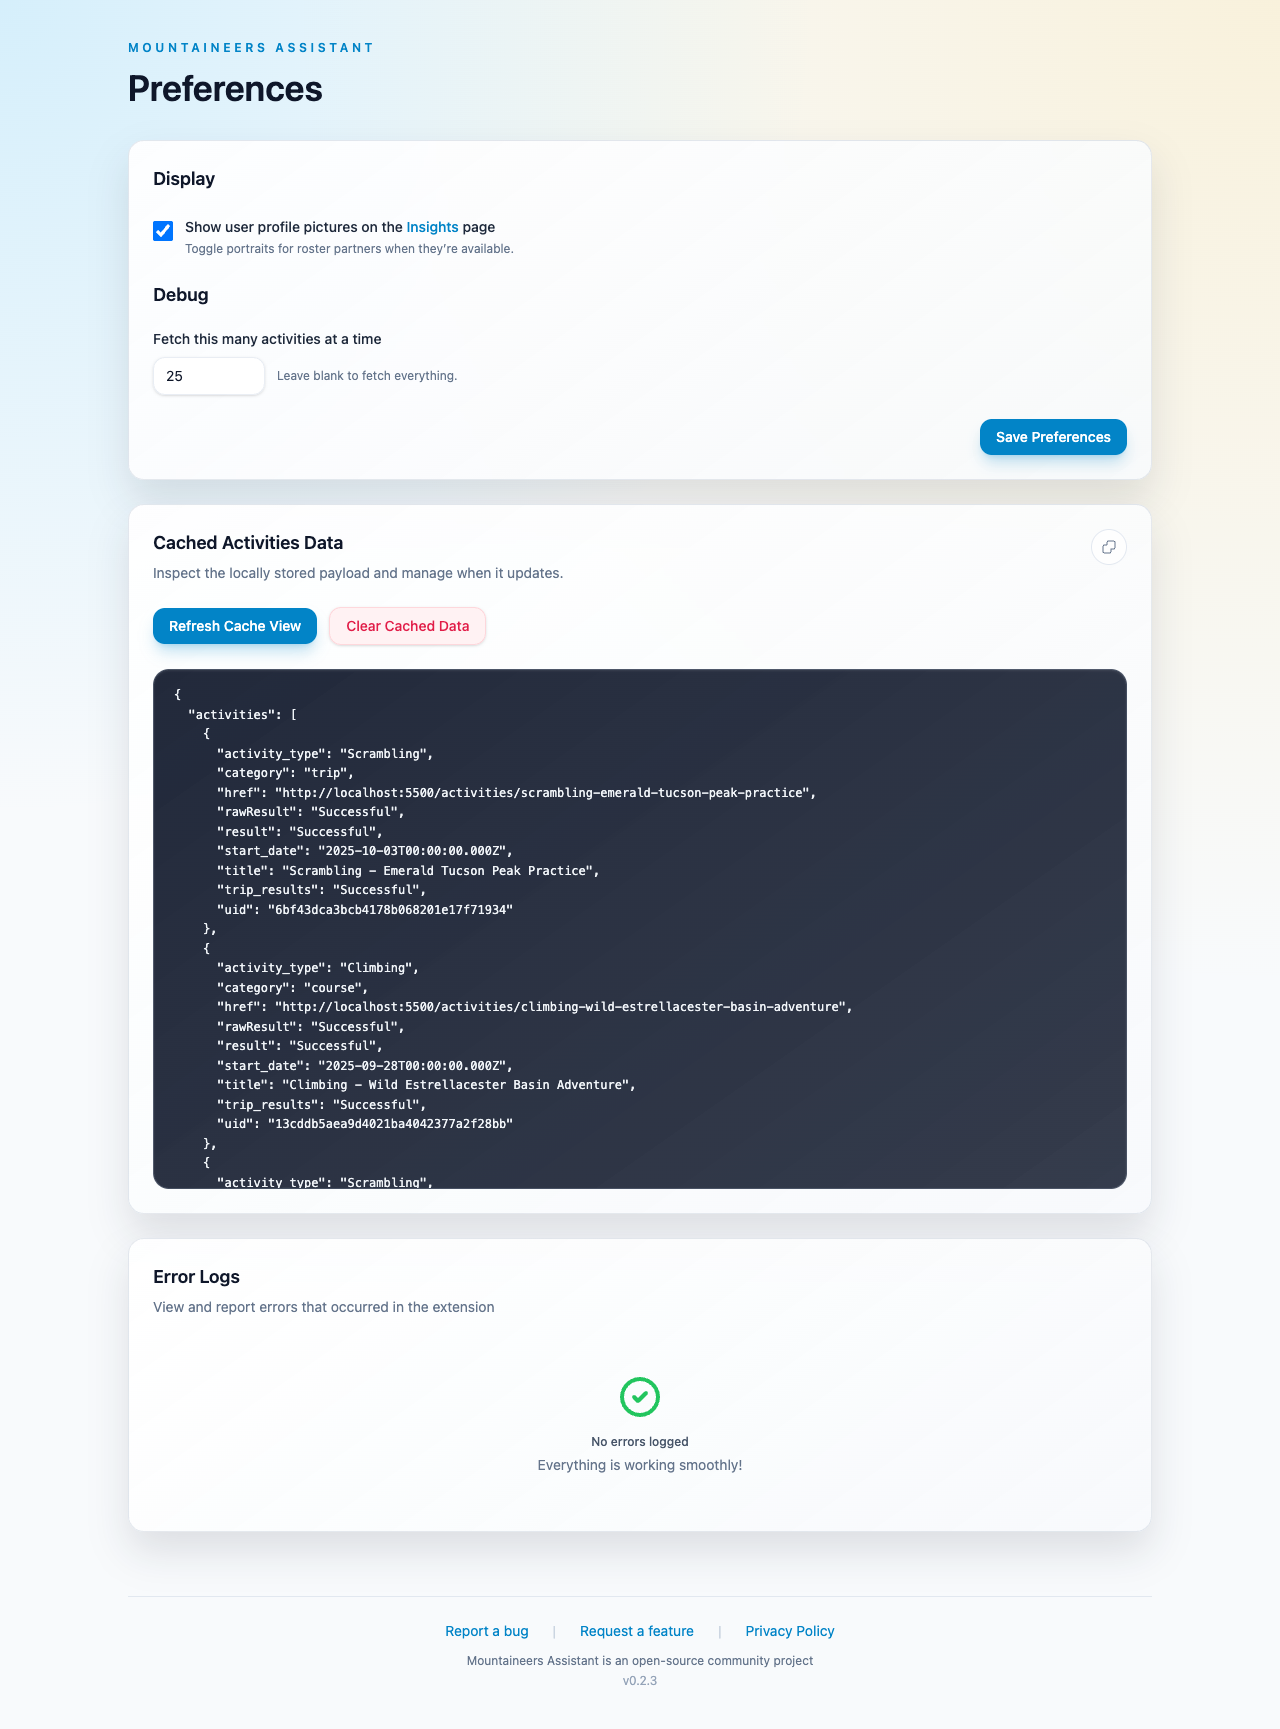 MOUNTAINEERS ASSISTANT
Preferences
Display
Show user profile pictures on the Insights page
Toggle portraits for roster partners when they're available.
Debug
Fetch this many activities at a time
25 Leave blank to fetch everything.
Save Preferences
Cached Activities Data
Inspect the locally stored payload and manage when it updates.
Refresh Cache View Clear Cached Data
{
  "activities": [
    {
      "activity_type": "Scrambling",
      "category": "trip",
      "href": "http://localhost:5500/activities/scrambling-emerald-tucson-peak-practice",
      "rawResult": "Successful",
      "result": "Successful",
      "start_date": "2025-10-03T00:00:00.000Z",
      "title": "Scrambling - Emerald Tucson Peak Practice",
      "trip_results": "Successful",
      "uid": "6bf43dca3bcb4178b068201e17f71934"
    },
    {
      "activity_type": "Climbing",
      "category": "course",
      "href": "http://localhost:5500/activities/climbing-wild-estrellacester-basin-adventure",
      "rawResult": "Successful",
      "result": "Successful",
      "start_date": "2025-09-28T00:00:00.000Z",
      "title": "Climbing - Wild Estrellacester Basin Adventure",
      "trip_results": "Successful",
      "uid": "13cddb5aea9d4021ba4042377a2f28bb"
    },
    {
      "activity_type": "Scrambling",
Error Logs
View and report errors that occurred in the extension
No errors logged
Everything is working smoothly!
Report a bug | Request a feature | Privacy Policy
Mountaineers Assistant is an open-source community project
v0.2.3